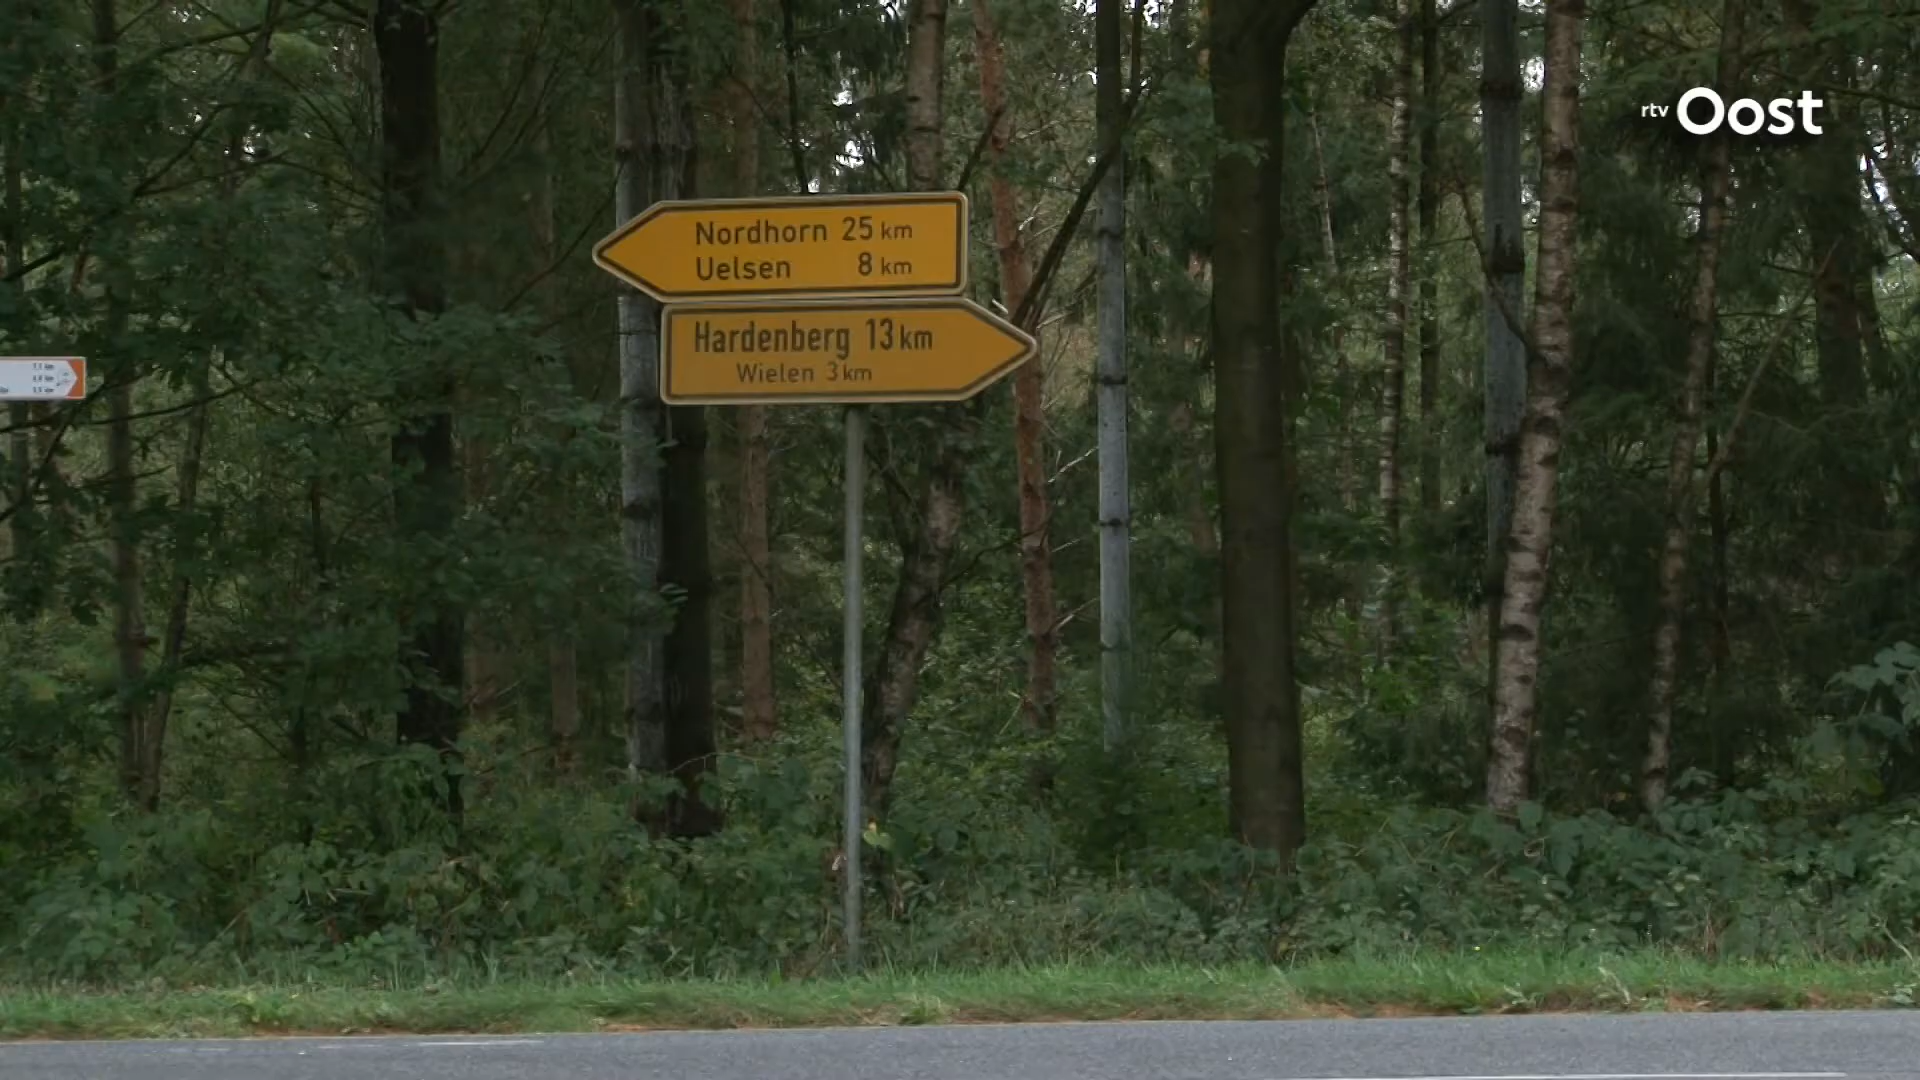 rtv Oost
Nordhorn 25 km
Uelsen 8 km
Hardenberg 13 km
Wielen 3 km